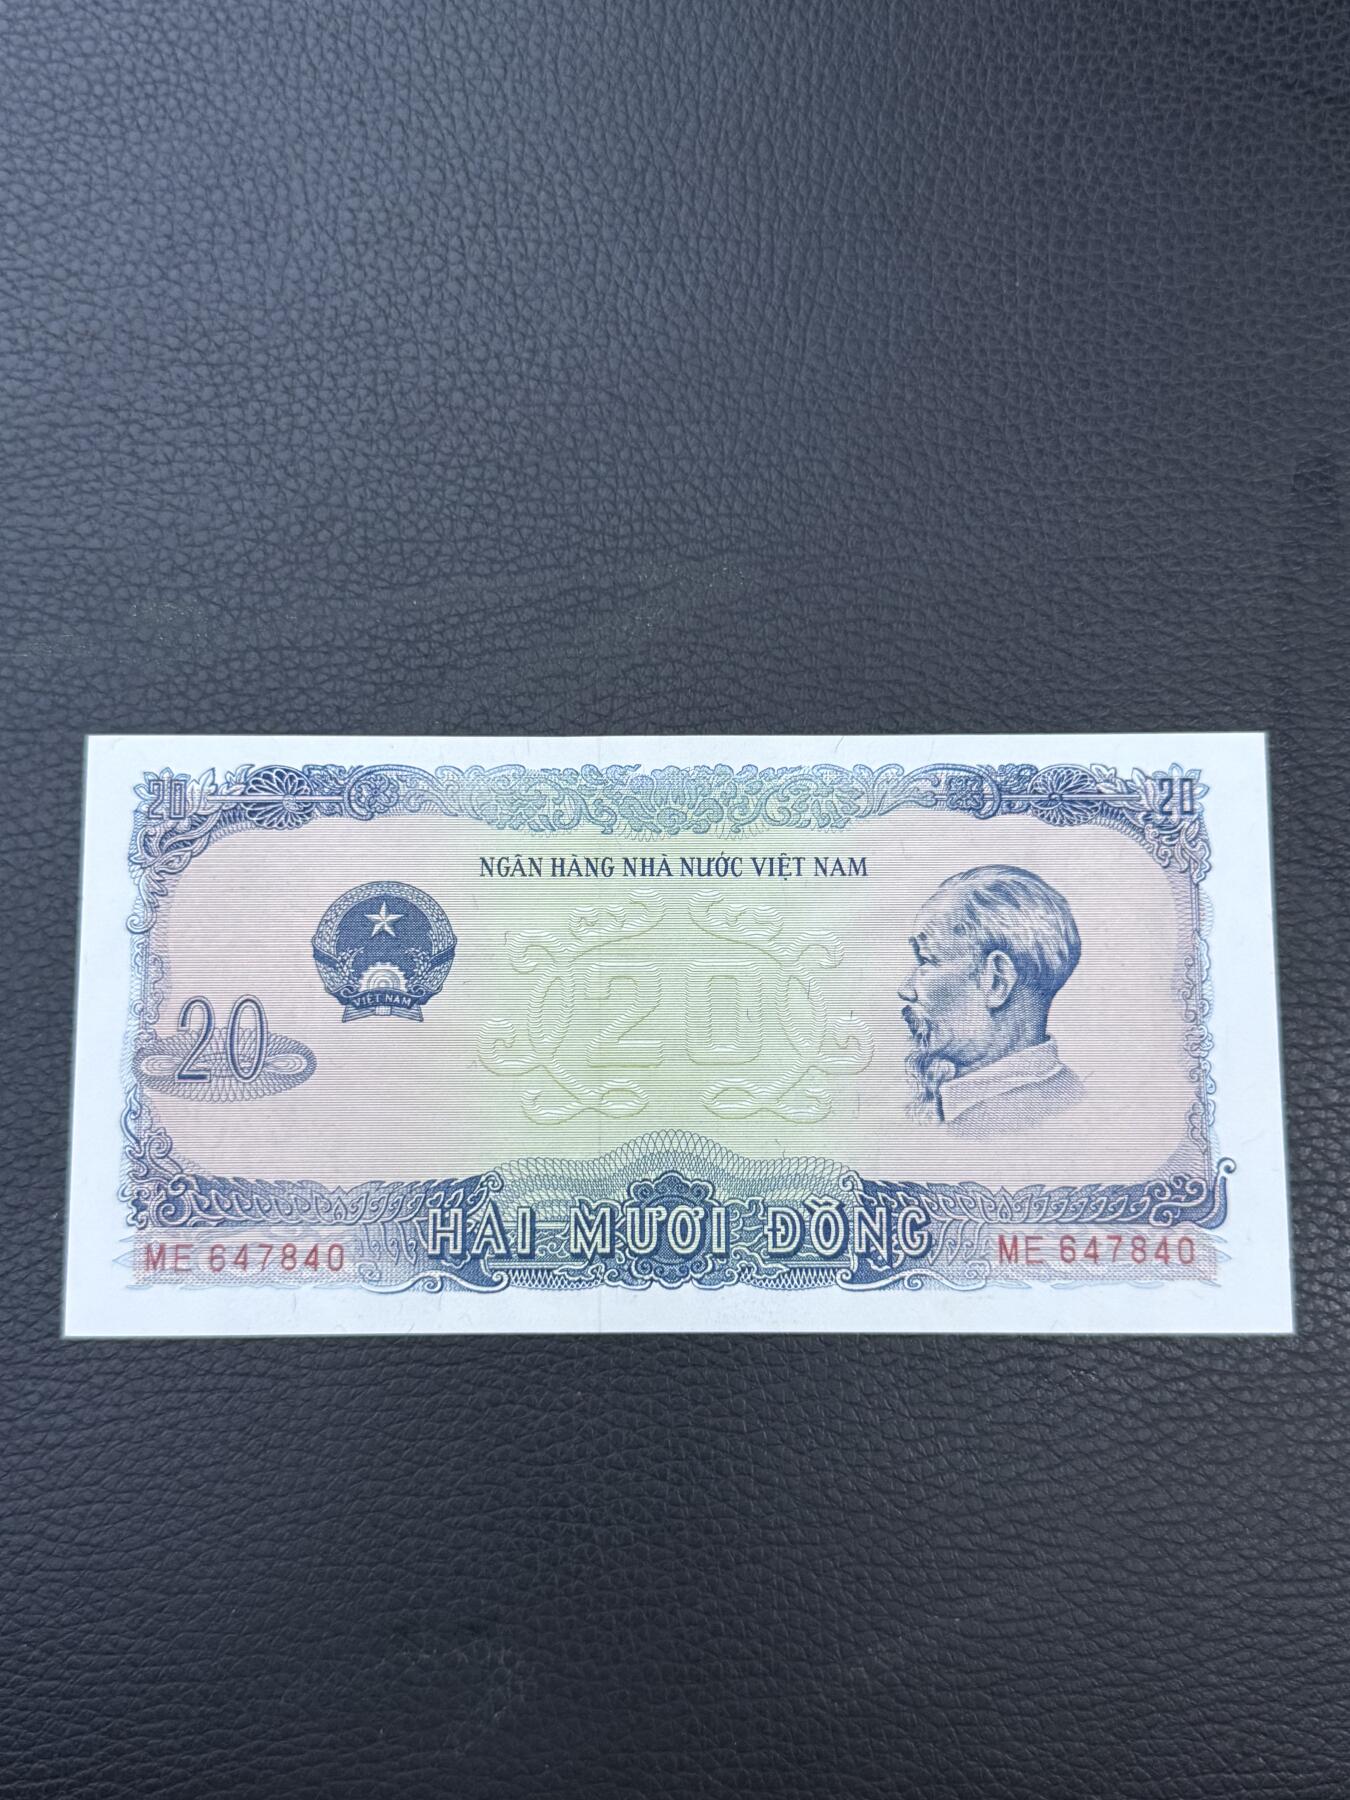 20 20
NGÂN HÀNG NHÀ NƯỚC VIỆT NAM
VIỆT NAM
20
20
HAI MƯƠI ĐỒNG
ME 647840 ME 647840